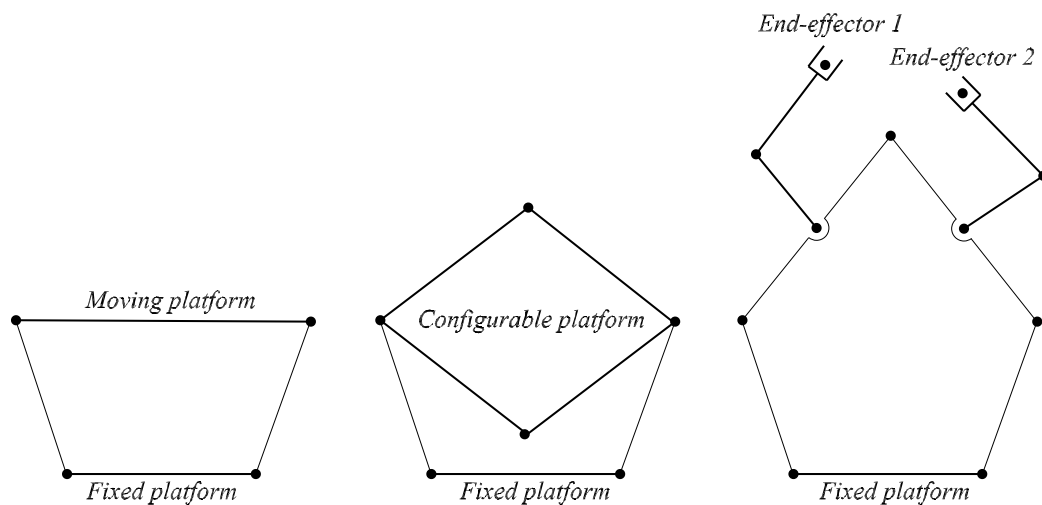 End-effector 1
End-effector 2
Moving platform
Configurable platform
Fixed platform
Fixed platform
Fixed platform